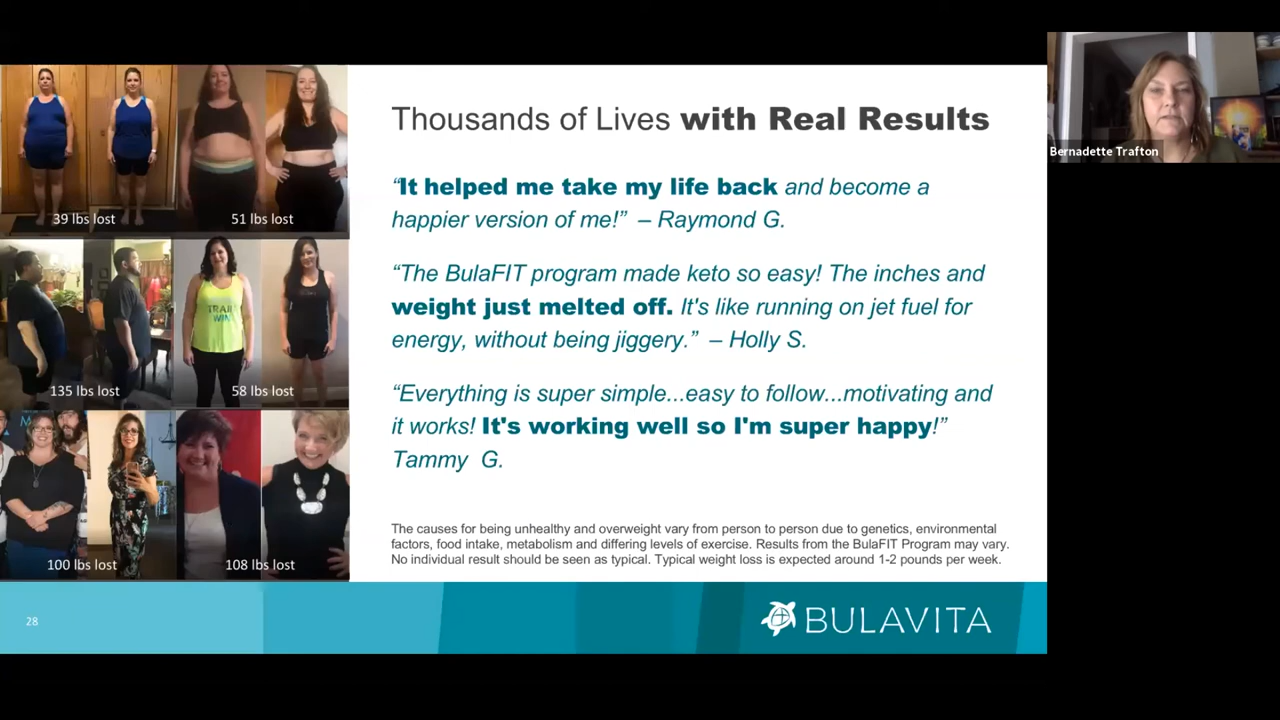 Thousands of Lives with Real Results
“It helped me take my life back and become a
happier version of me!” – Raymond G.
“The BulaFIT program made keto so easy! The inches and
weight just melted off. It's like running on jet fuel for
energy, without being jiggery.” – Holly S.
“Everything is super simple...easy to follow...motivating and
it works! It's working well so I'm super happy!”
Tammy G.
The causes for being unhealthy and overweight vary from person to person due to genetics, environmental
factors, food intake, metabolism and differing levels of exercise. Results from the BulaFIT Program may vary.
No individual result should be seen as typical. Typical weight loss is expected around 1-2 pounds per week.
39 lbs lost
51 lbs lost
TRAIN
WIN
135 lbs lost
58 lbs lost
100 lbs lost
108 lbs lost
28
BULAVITA
Bernadette Trafton